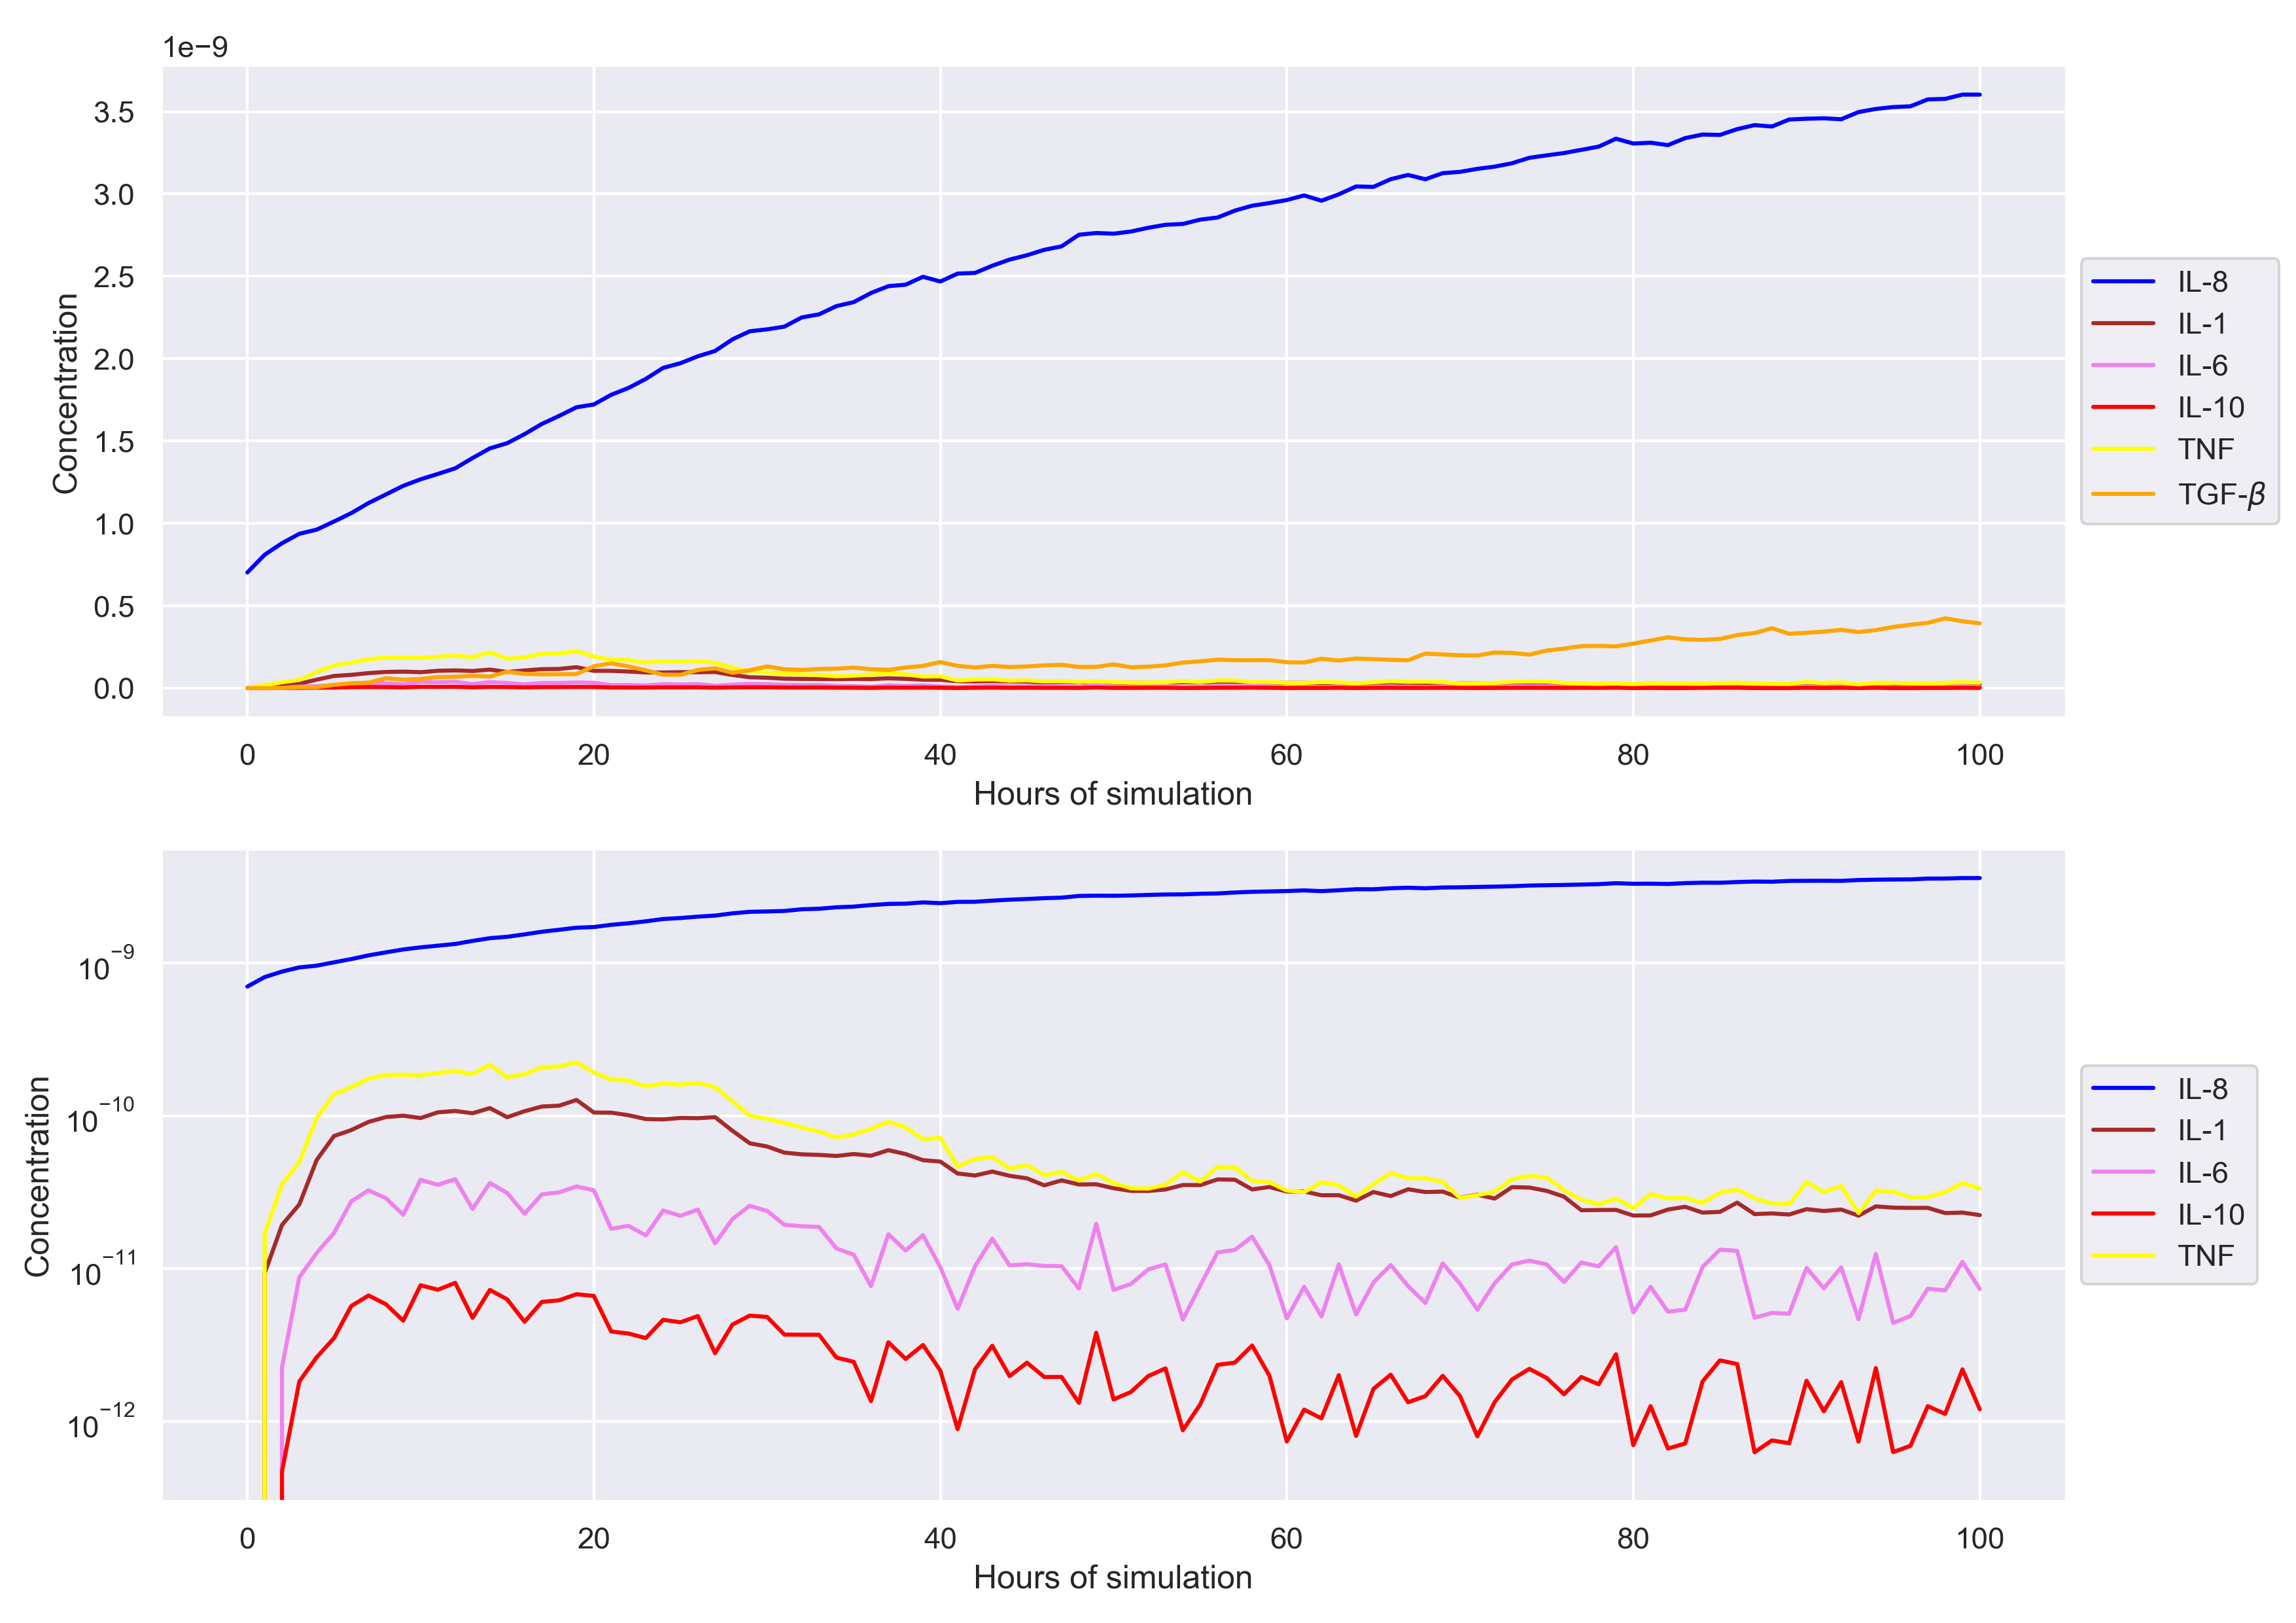 1e−9
3.5
3.0
2.5
2.0
1.5
1.0
0.5
0.0
Concentration
0 20 40 60 80 100
Hours of simulation
IL-8
IL-1
IL-6
IL-10
TNF
TGF-β
10⁻⁹
10⁻¹⁰
10⁻¹¹
10⁻¹²
Concentration
0 20 40 60 80 100
Hours of simulation
IL-8
IL-1
IL-6
IL-10
TNF